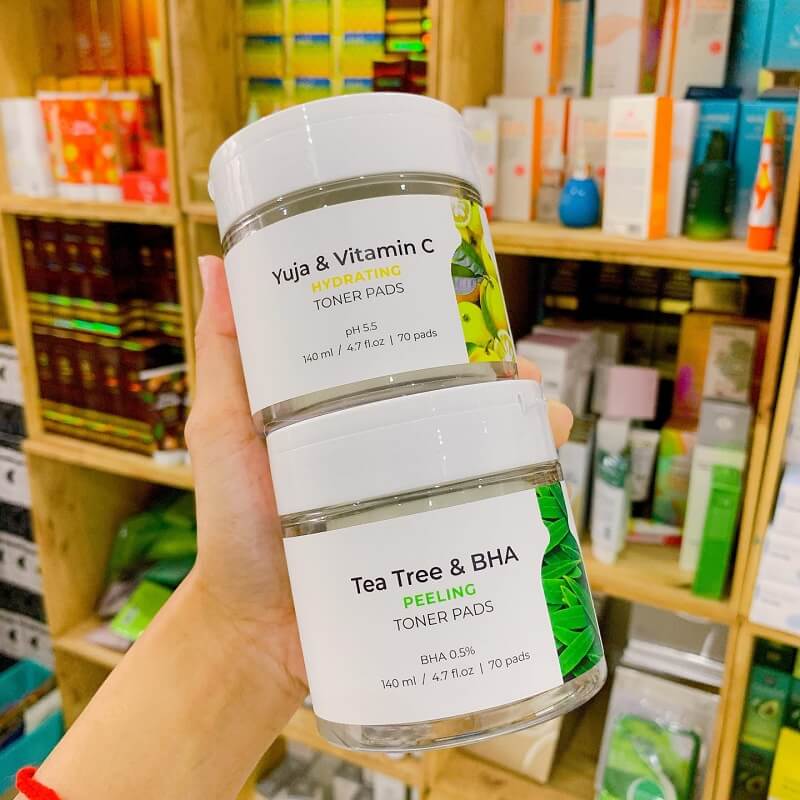 Yuja & Vitamin C
HYDRATING
TONER PADS
pH 5.5
140 ml / 4.7 fl.oz | 70 pads
Tea Tree & BHA
PEELING
TONER PADS
BHA 0.5%
140 ml / 4.7 fl.oz | 70 pads